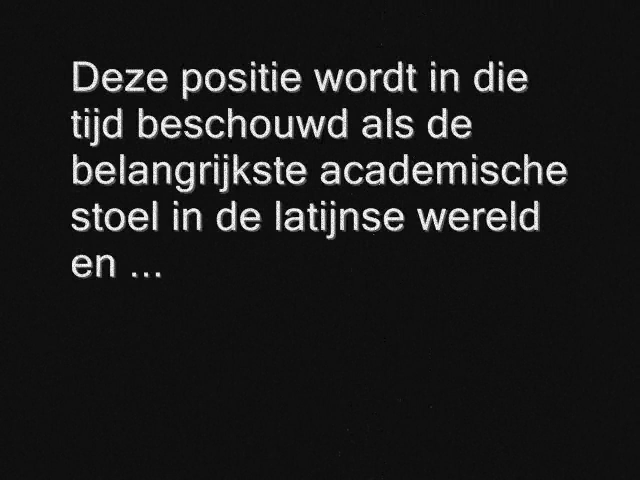 Deze positie wordt in die
tijd beschouwd als de
belangrijkste academische
stoel in de latijnse wereld
en ...